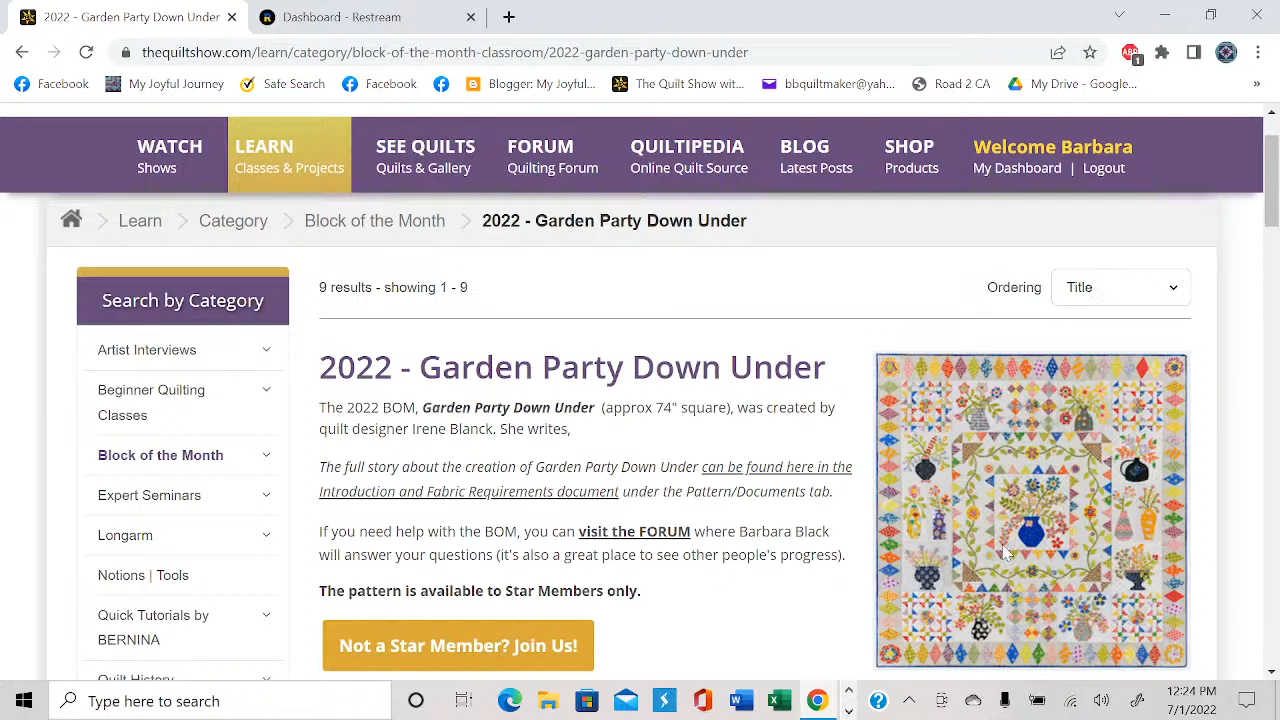 2022 - Garden Party Down Under
Dashboard - Restream
thequiltshow.com/learn/category/block-of-the-month-classroom/2022-garden-party-down-under
1
Facebook
My Joyful Journey
Safe Search
Facebook
Blogger: My Joyful...
The Quilt Show wit...
bbquiltmaker@yah...
Road 2 CA
My Drive - Google...
»
WATCH
Shows
LEARN
Classes & Projects
SEE QUILTS
Quilts & Gallery
FORUM
Quilting Forum
QUILTIPEDIA
Online Quilt Source
BLOG
Latest Posts
SHOP
Products
Welcome Barbara
My Dashboard | Logout
Learn
Category
Block of the Month
2022 - Garden Party Down Under
Search by Category
Artist Interviews
Beginner Quilting
Classes
Block of the Month
Expert Seminars
Longarm
Notions | Tools
Quick Tutorials by
BERNINA
Quilt History
9 results - showing 1 - 9
Ordering
Title
2022 - Garden Party Down Under
The 2022 BOM, Garden Party Down Under (approx 74" square), was created by
quilt designer Irene Blanck. She writes,
The full story about the creation of Garden Party Down Under can be found here in the
Introduction and Fabric Requirements document under the Pattern/Documents tab.
If you need help with the BOM, you can visit the FORUM where Barbara Black
will answer your questions (it's also a great place to see other people's progress).
The pattern is available to Star Members only.
Not a Star Member? Join Us!
Type here to search
12:24 PM
7/1/2022